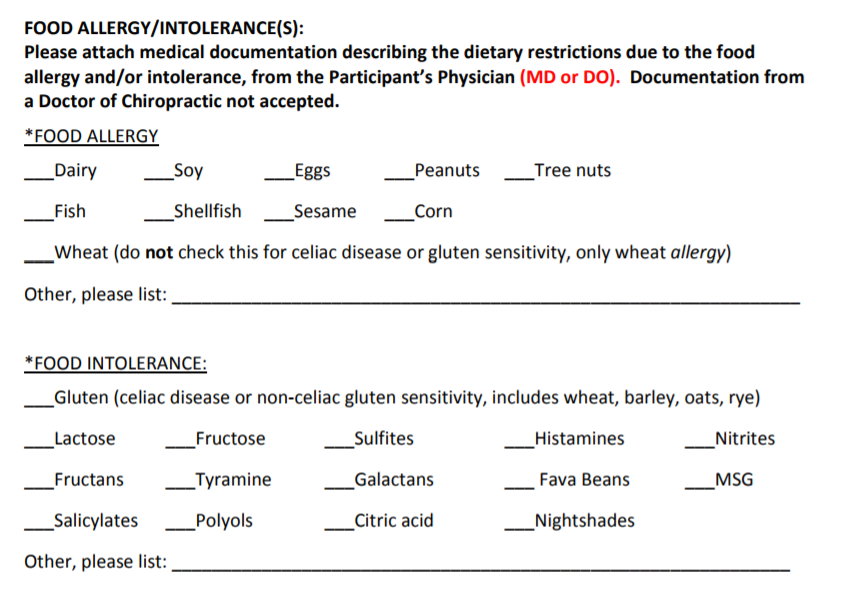 FOOD ALLERGY/INTOLERANCE(S):
Please attach medical documentation describing the dietary restrictions due to the food
allergy and/or intolerance, from the Participant's Physician (MD or DO). Documentation from
a Doctor of Chiropractic not accepted.
*FOOD ALLERGY
___Dairy ___Soy ___Eggs ___Peanuts ___Tree nuts
___Fish ___Shellfish ___Sesame ___Corn
___Wheat (do not check this for celiac disease or gluten sensitivity, only wheat allergy)
Other, please list: _______________________________________________________________
*FOOD INTOLERANCE:
___Gluten (celiac disease or non-celiac gluten sensitivity, includes wheat, barley, oats, rye)
___Lactose ___Fructose ___Sulfites ___Histamines ___Nitrites
___Fructans ___Tyramine ___Galactans ___ Fava Beans ___MSG
___Salicylates ___Polyols ___Citric acid ___Nightshades
Other, please list: ______________________________________________________________